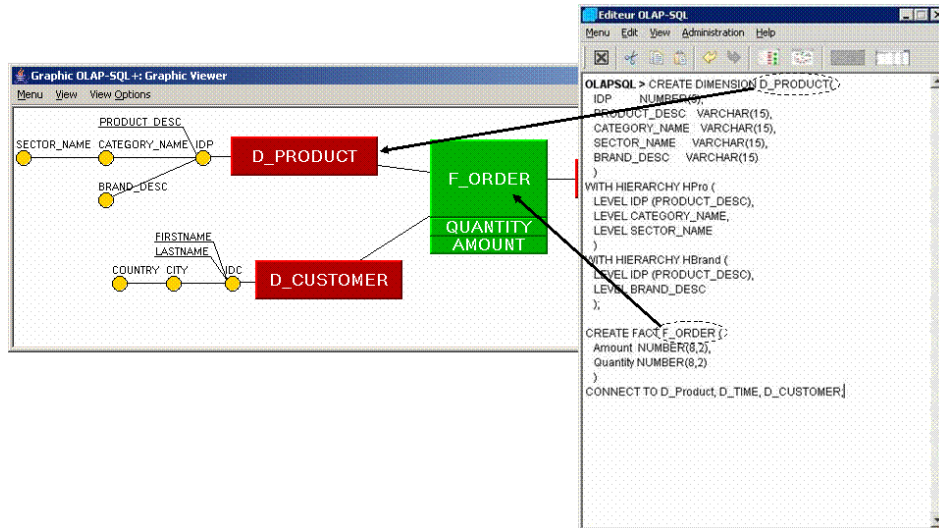 Graphic OLAP-SQL+: Graphic Viewer
Menu View View Options
PRODUCT_DESC
SECTOR_NAME CATEGORY_NAME IDP
D_PRODUCT
BRAND_DESC
F_ORDER
QUANTITY
AMOUNT
FIRSTNAME
LASTNAME
COUNTRY CITY IDC
D_CUSTOMER
Editeur OLAP-SQL
Menu Edit View Administration Help
OLAPSQL > CREATE DIMENSION D_PRODUCT(
IDP NUMBER(5),
PRODUCT_DESC VARCHAR(15),
CATEGORY_NAME VARCHAR(15),
SECTOR_NAME VARCHAR(15),
BRAND_DESC VARCHAR(15)
)
WITH HIERARCHY HPro (
LEVEL IDP (PRODUCT_DESC),
LEVEL CATEGORY_NAME,
LEVEL SECTOR_NAME
)
WITH HIERARCHY HBrand (
LEVEL IDP (PRODUCT_DESC),
LEVEL BRAND_DESC
);
CREATE FACT F_ORDER (
Amount NUMBER(8,2),
Quantity NUMBER(8,2)
)
CONNECT TO D_Product, D_TIME, D_CUSTOMER;